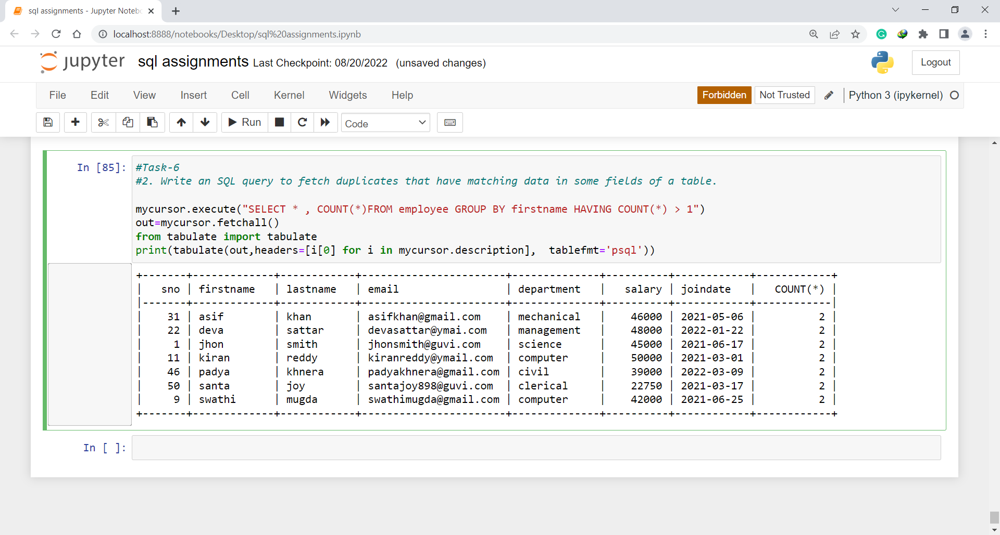 sql assignments - Jupyter Noteb
localhost:8888/notebooks/Desktop/sql%20assignments.ipynb
jupyter sql assignments Last Checkpoint: 08/20/2022 (unsaved changes)
Logout
File Edit View Insert Cell Kernel Widgets Help
Forbidden Not Trusted Python 3 (ipykernel)
Run Code
In [85]:
#Task-6
#2. Write an SQL query to fetch duplicates that have matching data in some fields of a table.
mycursor.execute("SELECT * , COUNT(*)FROM employee GROUP BY firstname HAVING COUNT(*) > 1")
out=mycursor.fetchall()
from tabulate import tabulate
print(tabulate(out,headers=[i[0] for i in mycursor.description],  tablefmt='psql'))
+-------+-------------+------------+-----------------------+--------------+----------+------------+------------+
|   sno | firstname   | lastname   | email                 | department   |   salary | joindate   |   COUNT(*) |
|-------+-------------+------------+-----------------------+--------------+----------+------------+------------|
|    31 | asif        | khan       | asifkhan@gmail.com    | mechanical   |    46000 | 2021-05-06 |          2 |
|    22 | deva        | sattar     | devasattar@ymai.com   | management   |    48000 | 2022-01-22 |          2 |
|     1 | jhon        | smith      | jhonsmith@guvi.com    | science      |    45000 | 2021-06-17 |          2 |
|    11 | kiran       | reddy      | kiranreddy@ymail.com  | computer     |    50000 | 2021-03-01 |          2 |
|    46 | padya       | khnera     | padyakhnera@gmail.com | civil        |    39000 | 2022-03-09 |          2 |
|    50 | santa       | joy        | santajoy898@guvi.com  | clerical     |    22750 | 2021-03-17 |          2 |
|     9 | swathi      | mugda      | swathimugda@gmail.com | computer     |    42000 | 2021-06-25 |          2 |
+-------+-------------+------------+-----------------------+--------------+----------+------------+------------+
In [ ]: